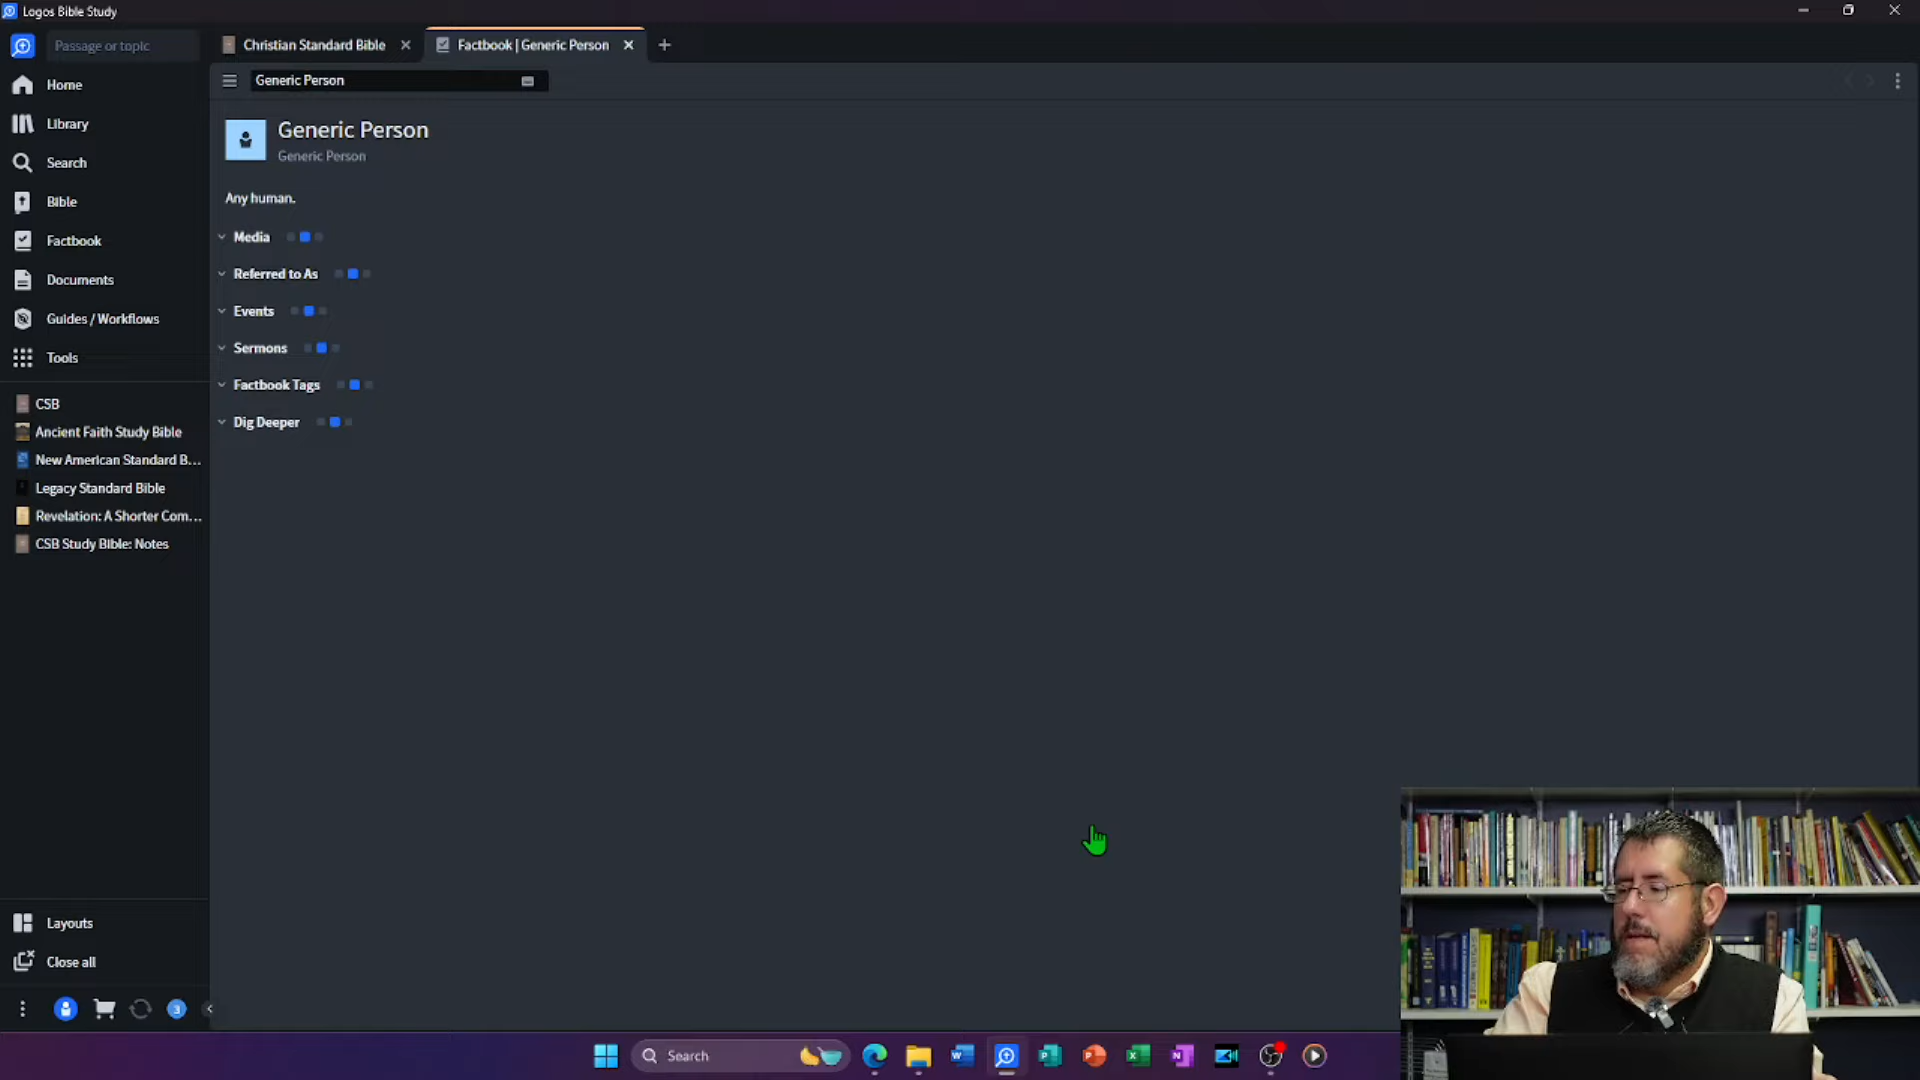 Logos Bible Study
Passage or topic
Christian Standard Bible
Factbook | Generic Person
Home
Library
Search
Bible
Factbook
Documents
Guides / Workflows
Tools
CSB
Ancient Faith Study Bible
New American Standard B...
Legacy Standard Bible
Revelation: A Shorter Com...
CSB Study Bible: Notes
Layouts
Close all
3
Generic Person
Generic Person
Generic Person
Any human.
Media
Referred to As
Events
Sermons
Factbook Tags
Dig Deeper
Search